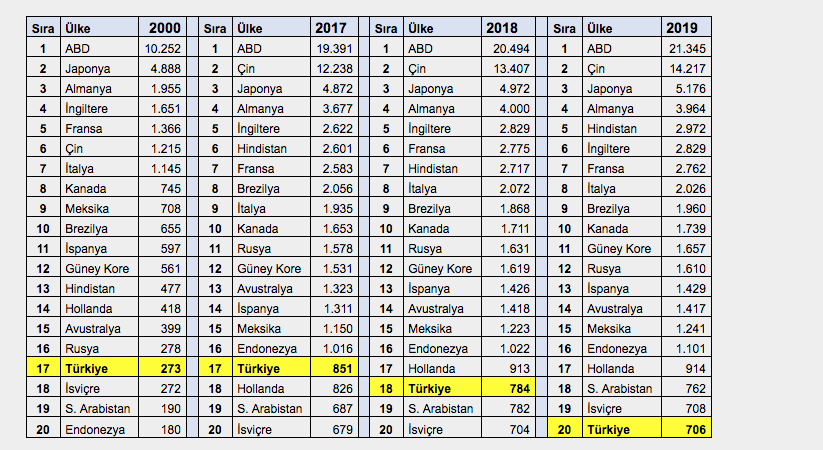 Sıra Ülke 2000 Sıra Ülke 2017 Sıra Ülke 2018 Sıra Ülke 2019
1 ABD 10.252 1 ABD 19.391 1 ABD 20.494 1 ABD 21.345
2 Japonya 4.888 2 Çin 12.238 2 Çin 13.407 2 Çin 14.217
3 Almanya 1.955 3 Japonya 4.872 3 Japonya 4.972 3 Japonya 5.176
4 İngiltere 1.651 4 Almanya 3.677 4 Almanya 4.000 4 Almanya 3.964
5 Fransa 1.366 5 İngiltere 2.622 5 İngiltere 2.829 5 Hindistan 2.972
6 Çin 1.215 6 Hindistan 2.601 6 Fransa 2.775 6 İngiltere 2.829
7 İtalya 1.145 7 Fransa 2.583 7 Hindistan 2.717 7 Fransa 2.762
8 Kanada 745 8 Brezilya 2.056 8 İtalya 2.072 8 İtalya 2.026
9 Meksika 708 9 İtalya 1.935 9 Brezilya 1.868 9 Brezilya 1.960
10 Brezilya 655 10 Kanada 1.653 10 Kanada 1.711 10 Kanada 1.739
11 İspanya 597 11 Rusya 1.578 11 Rusya 1.631 11 Güney Kore 1.657
12 Güney Kore 561 12 Güney Kore 1.531 12 Güney Kore 1.619 12 Rusya 1.610
13 Hindistan 477 13 Avustralya 1.323 13 İspanya 1.426 13 İspanya 1.429
14 Hollanda 418 14 İspanya 1.311 14 Avustralya 1.418 14 Avustralya 1.417
15 Avustralya 399 15 Meksika 1.150 15 Meksika 1.223 15 Meksika 1.241
16 Rusya 278 16 Endonezya 1.016 16 Endonezya 1.022 16 Endonezya 1.101
17 Türkiye 273 17 Türkiye 851 17 Hollanda 913 17 Hollanda 914
18 İsviçre 272 18 Hollanda 826 18 Türkiye 784 18 S. Arabistan 762
19 S. Arabistan 190 19 S. Arabistan 687 19 S. Arabistan 782 19 İsviçre 708
20 Endonezya 180 20 İsviçre 679 20 İsviçre 704 20 Türkiye 706